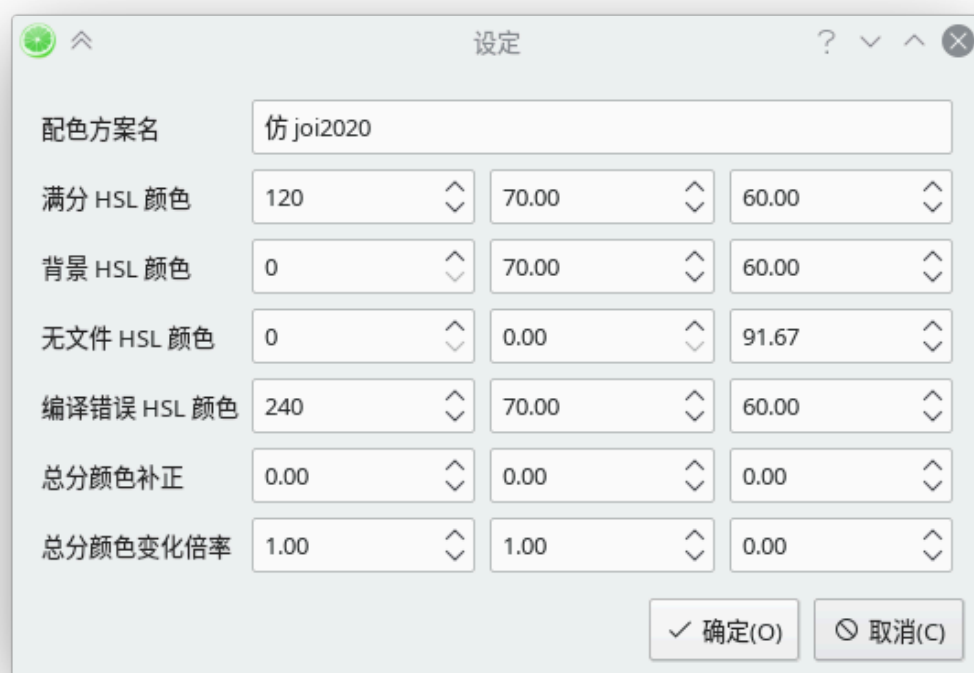 设定
配色方案名 仿 joi2020
满分 HSL 颜色 120 70.00 60.00
背景 HSL 颜色 0 70.00 60.00
无文件 HSL 颜色 0 0.00 91.67
编译错误 HSL 颜色 240 70.00 60.00
总分颜色补正 0.00 0.00 0.00
总分颜色变化倍率 1.00 1.00 0.00
确定(O) 取消(C)